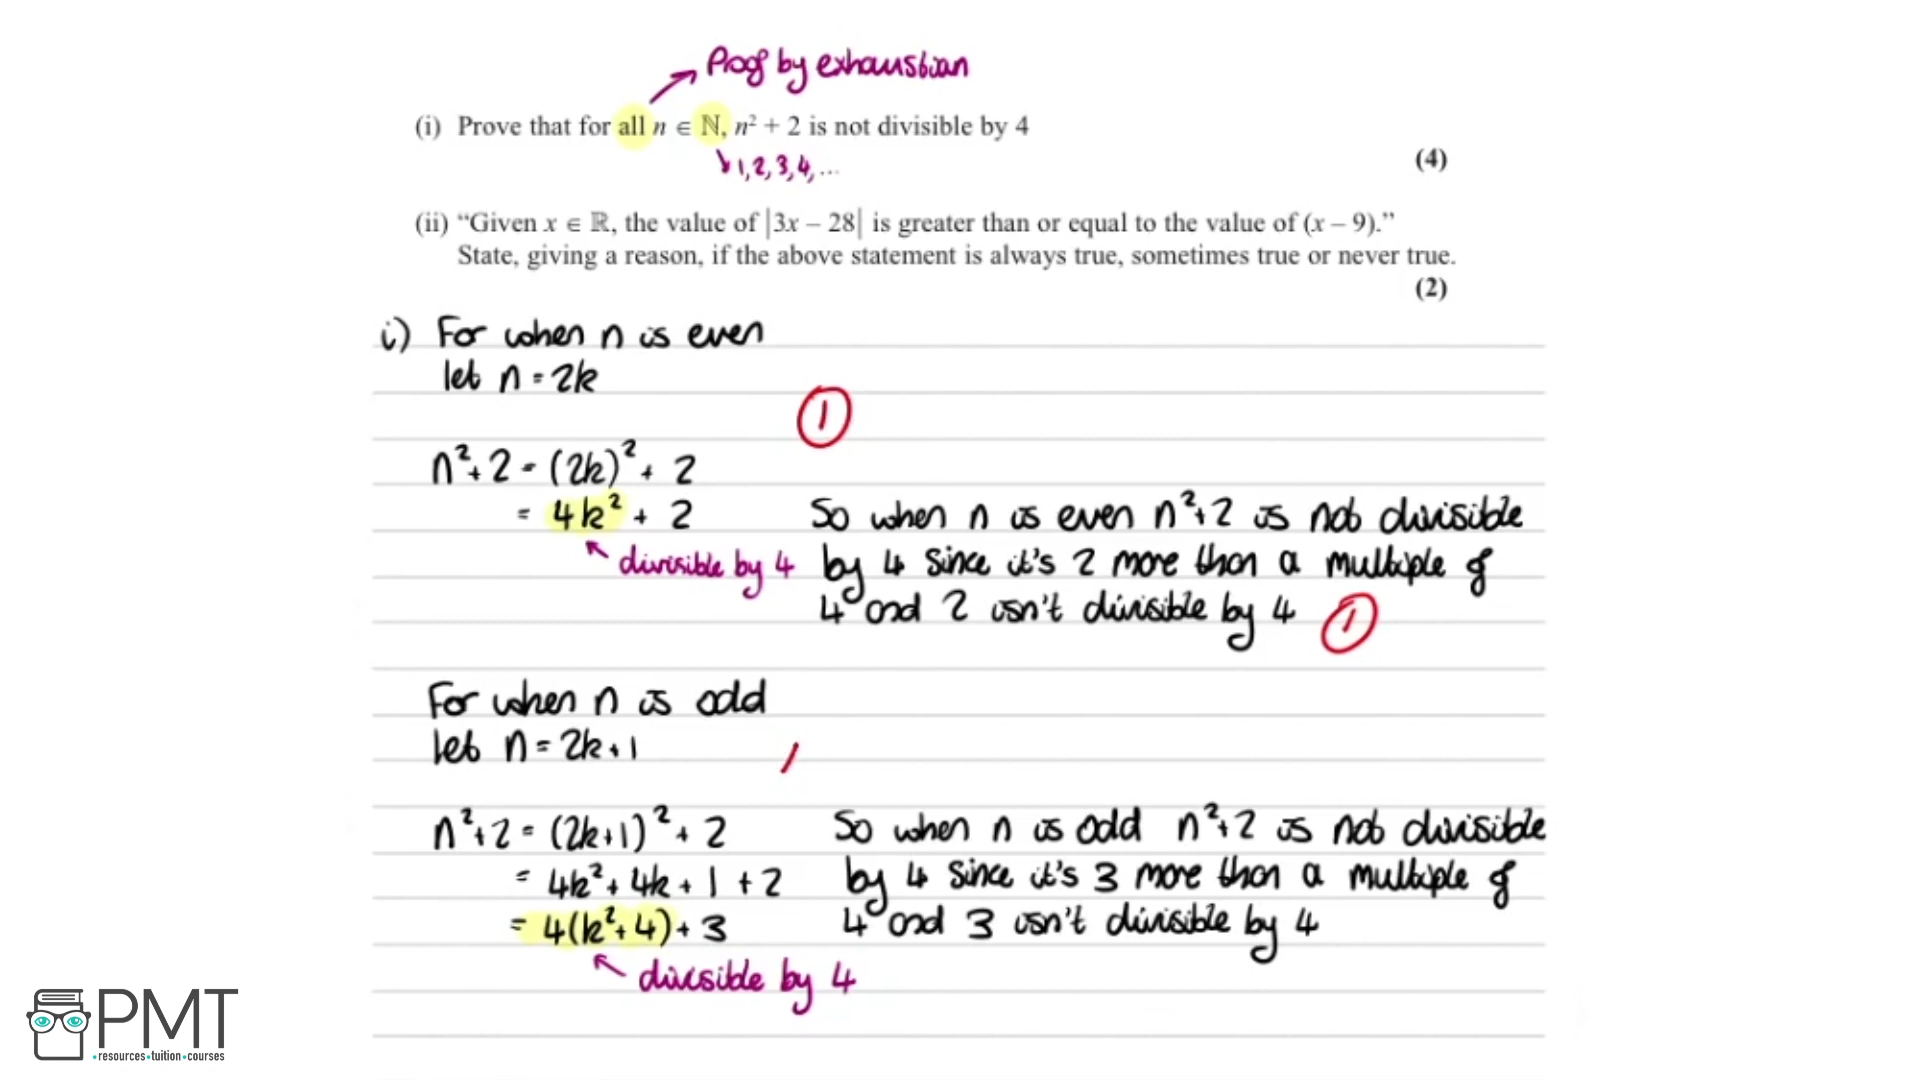 Proof by exhaustion
(i) Prove that for all n ∈ ℕ, n² + 2 is not divisible by 4
1, 2, 3, 4, ...
(4)
(ii) “Given x ∈ ℝ, the value of |3x – 28| is greater than or equal to the value of (x – 9).”
State, giving a reason, if the above statement is always true, sometimes true or never true.
(2)
i) For when n is even
let n = 2k
1
n² + 2 = (2k)² + 2
= 4k² + 2
divisible by 4
So when n is even n² + 2 is not divisible
by 4 since it's 2 more than a multiple of
4 and 2 isn't divisible by 4
1
For when n is odd
let n = 2k + 1
n² + 2 = (2k+1)² + 2
= 4k² + 4k + 1 + 2
= 4(k² + 4) + 3
divisible by 4
So when n is odd n² + 2 is not divisible
by 4 since it's 3 more than a multiple of
4 and 3 isn't divisible by 4
PMT
resources•tuition•courses